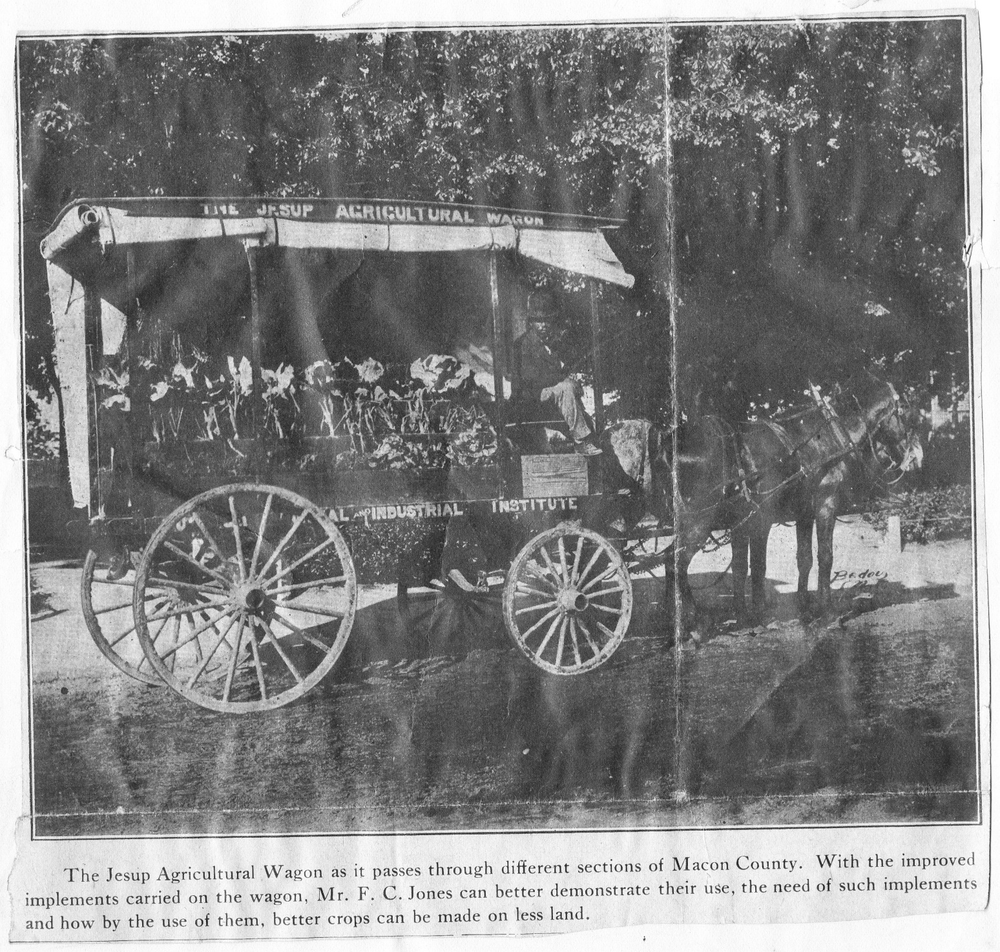 THE JESUP AGRICULTURAL WAGON
AND INDUSTRIAL INSTITUTE
Bedou
The Jesup Agricultural Wagon as it passes through different sections of Macon County. With the improved
implements carried on the wagon, Mr. F. C. Jones can better demonstrate their use, the need of such implements
and how by the use of them, better crops can be made on less land.